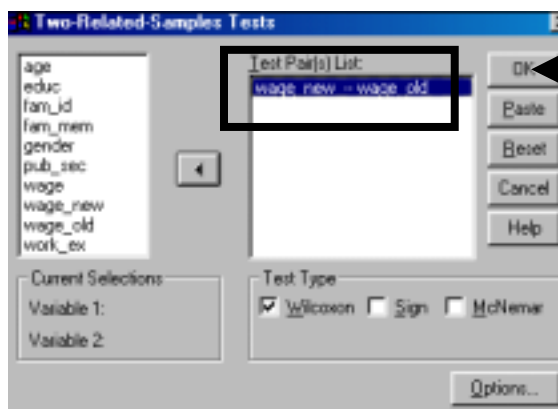 Two-Related-Samples Tests
age
educ
fam_id
fam_mem
gender
pub_sec
wage
wage_new
wage_old
work_ex
Test Pair(s) List:
wage_new -- wage_old
OK
Paste
Reset
Cancel
Help
Current Selections
Variable 1:
Variable 2:
Test Type
Wilcoxon Sign McNemar
Options...